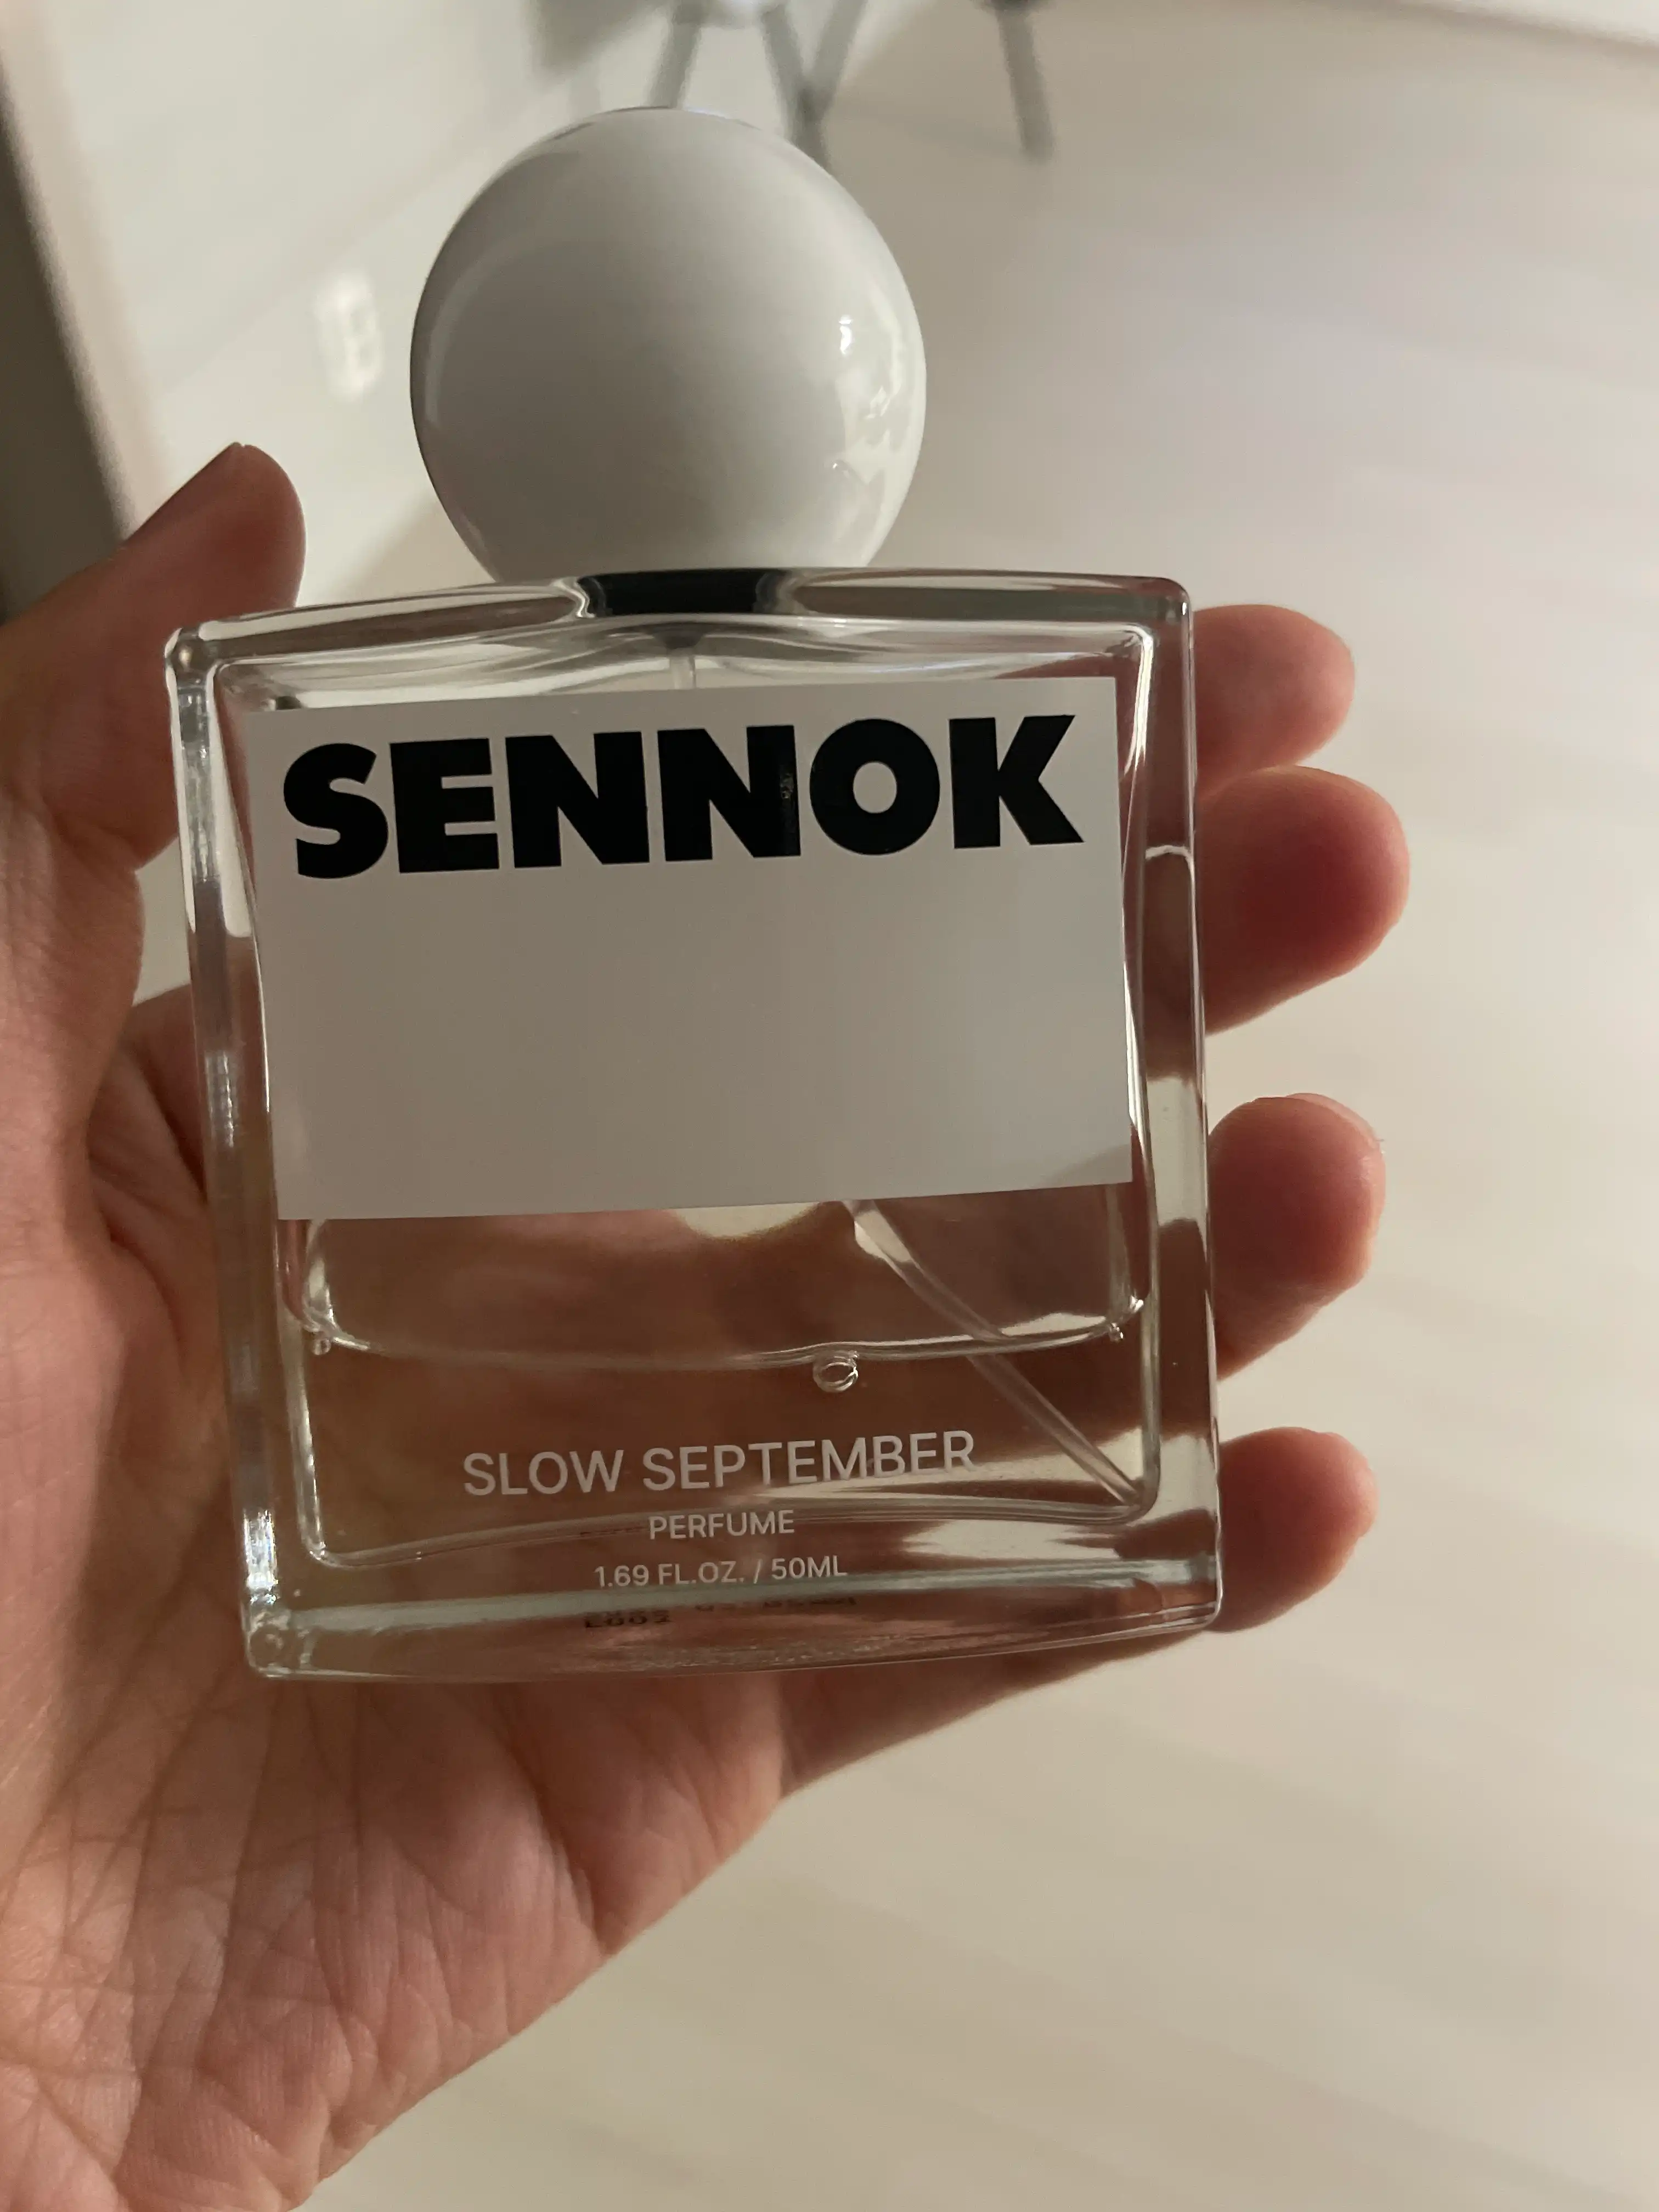 SENNOK
SLOW SEPTEMBER
PERFUME
1.69 FL.OZ. / 50ML